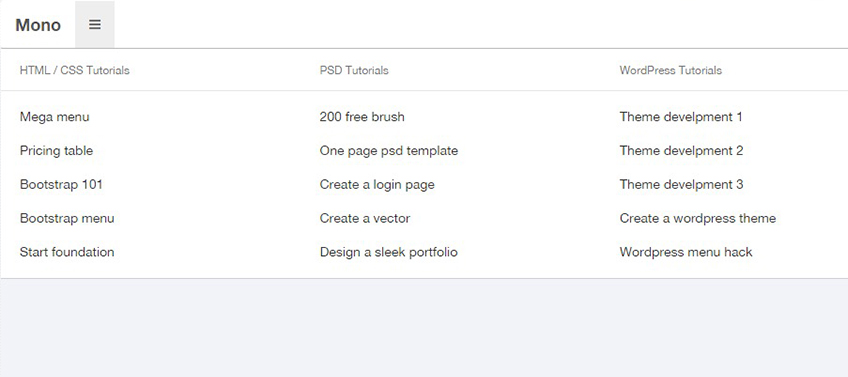 Mono
HTML / CSS Tutorials
PSD Tutorials
WordPress Tutorials
Mega menu
200 free brush
Theme develpment 1
Pricing table
One page psd template
Theme develpment 2
Bootstrap 101
Create a login page
Theme develpment 3
Bootstrap menu
Create a vector
Create a wordpress theme
Start foundation
Design a sleek portfolio
Wordpress menu hack